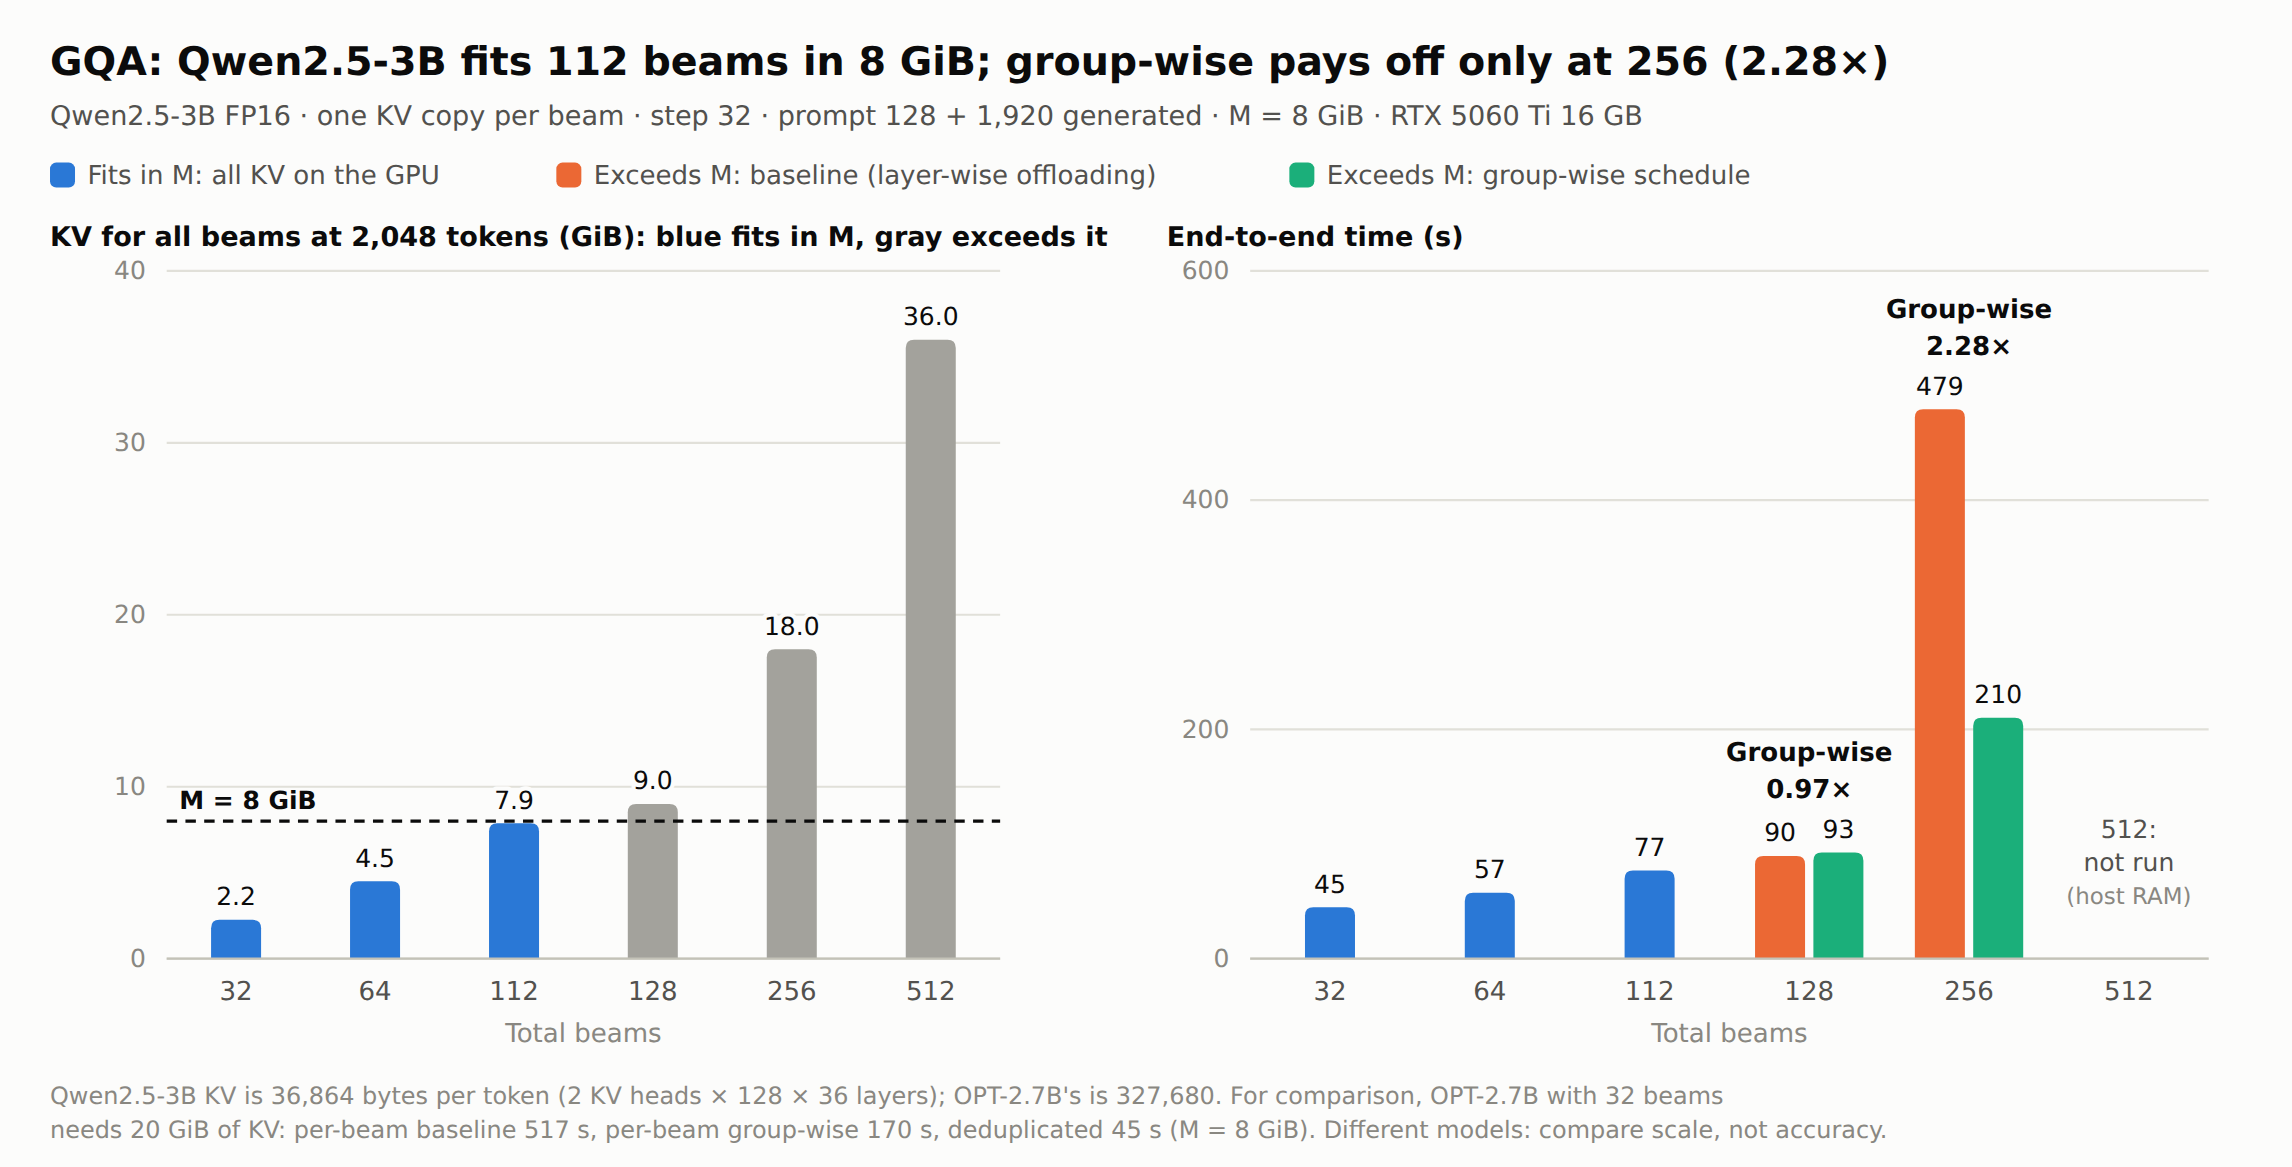 GQA: Qwen2.5-3B fits 112 beams in 8 GiB; group-wise pays off only at 256 (2.28×)
Qwen2.5-3B FP16 · one KV copy per beam · step 32 · prompt 128 + 1,920 generated · M = 8 GiB · RTX 5060 Ti 16 GB
Fits in M: all KV on the GPU
Exceeds M: baseline (layer-wise offloading)
Exceeds M: group-wise schedule
KV for all beams at 2,048 tokens (GiB): blue fits in M, gray exceeds it
40
30
20
10
0
M = 8 GiB
2.2
4.5
7.9
9.0
18.0
36.0
32
64
112
128
256
512
Total beams
End-to-end time (s)
600
400
200
0
45
57
77
Group-wise
0.97×
90
93
Group-wise
2.28×
479
210
512:
not run
(host RAM)
32
64
112
128
256
512
Total beams
Qwen2.5-3B KV is 36,864 bytes per token (2 KV heads × 128 × 36 layers); OPT-2.7B's is 327,680. For comparison, OPT-2.7B with 32 beams
needs 20 GiB of KV: per-beam baseline 517 s, per-beam group-wise 170 s, deduplicated 45 s (M = 8 GiB). Different models: compare scale, not accuracy.